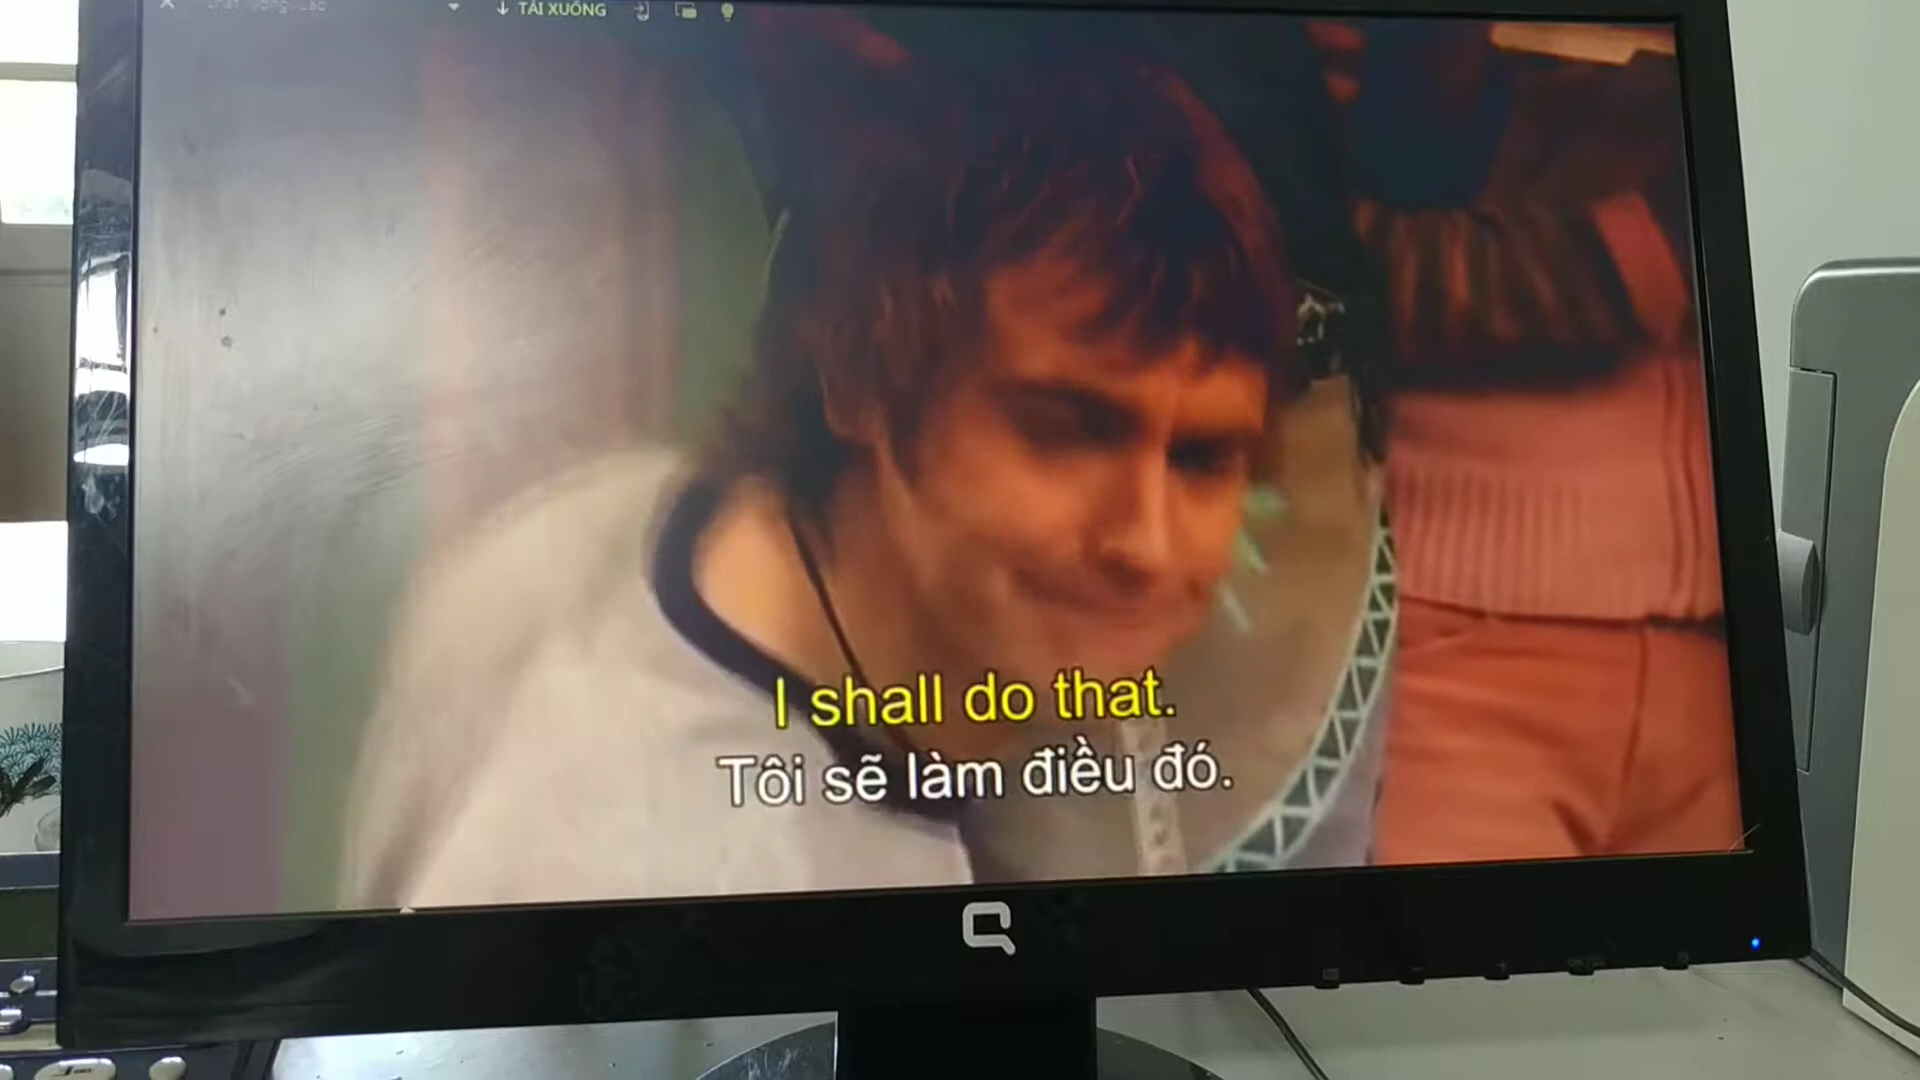 TẢI XUỐNG
I shall do that.
Tôi sẽ làm điều đó.